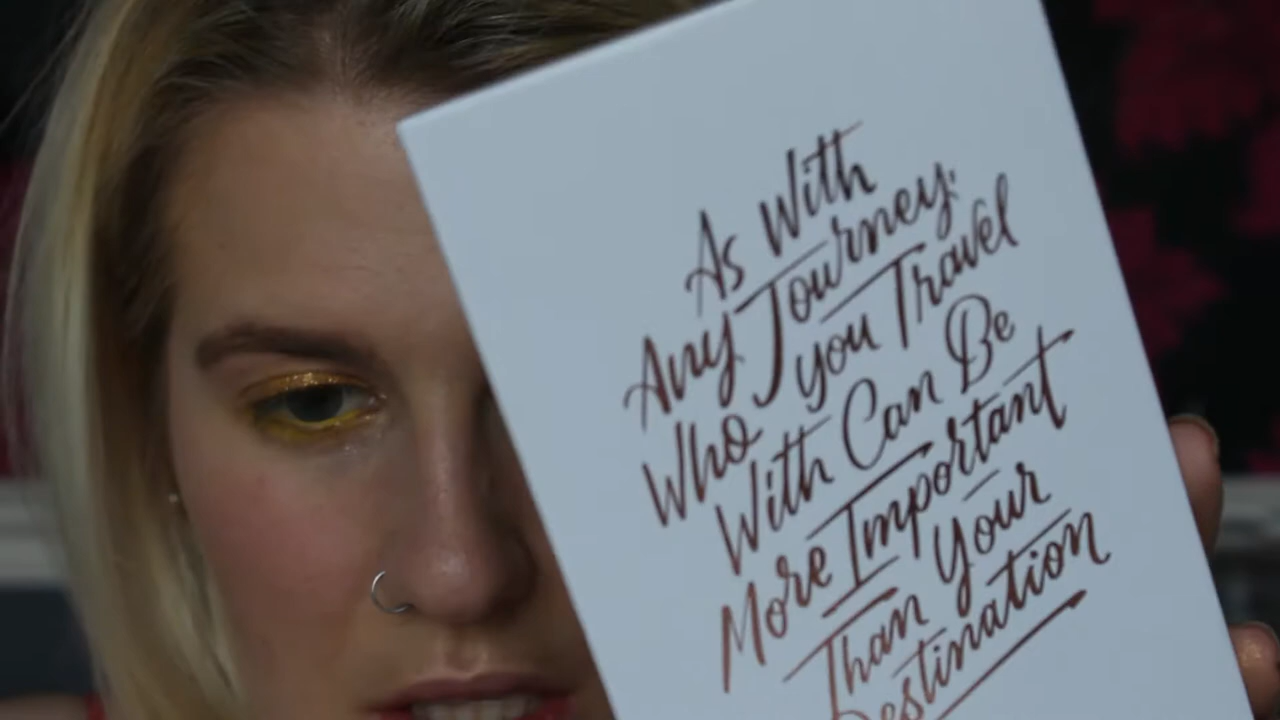 As With
Any Journey:
Who you Travel
With Can Be
More Important
Than Your
Destination